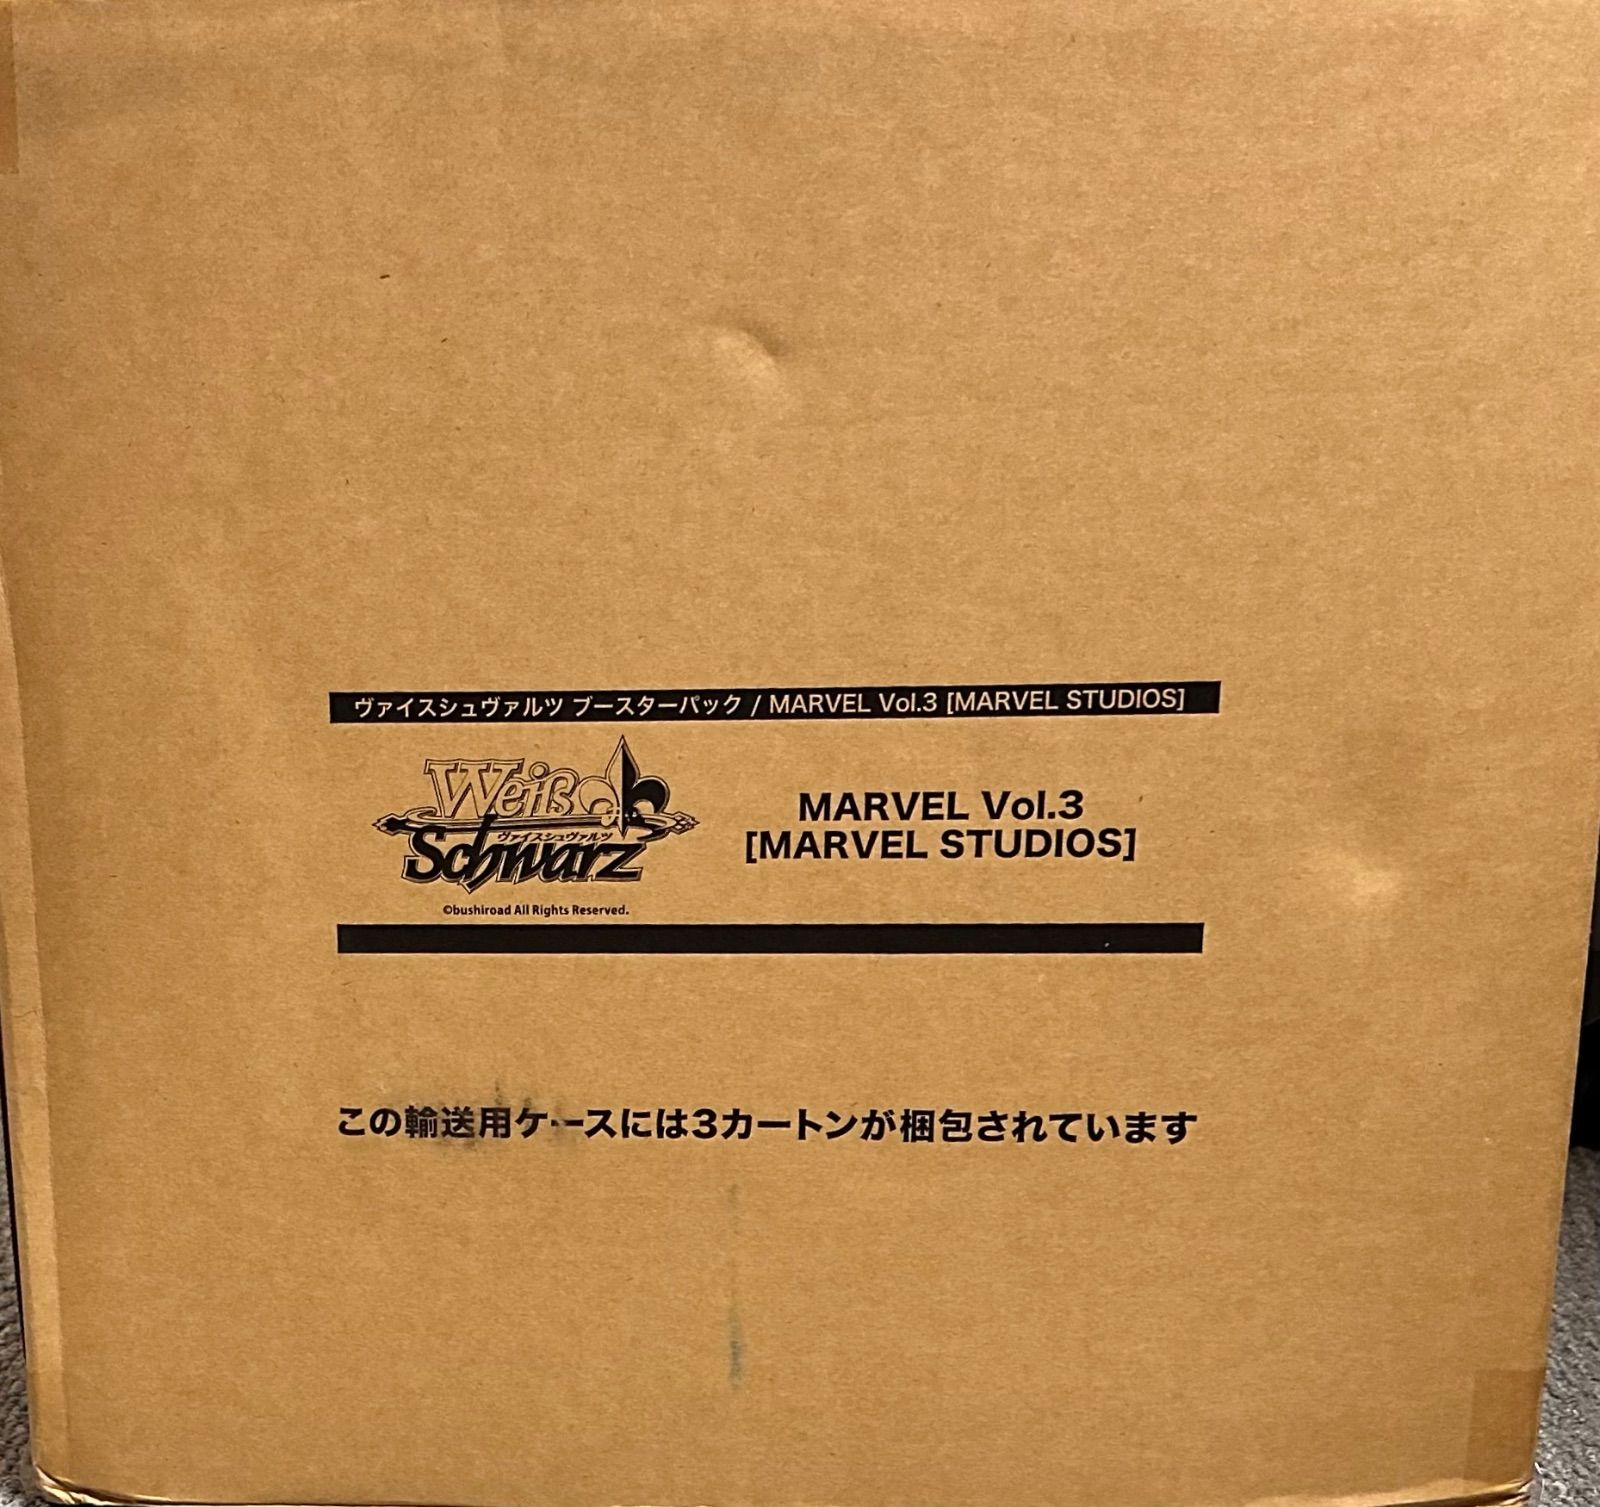 ヴァイスシュヴァルツ ブースターパック / MARVEL Vol.3 [MARVEL STUDIOS]
Weiß
ヴァイスシュヴァルツ
Schwarz
©bushiroad All Rights Reserved.
MARVEL Vol.3
[MARVEL STUDIOS]
この輸送用ケースには3カートンが梱包されています